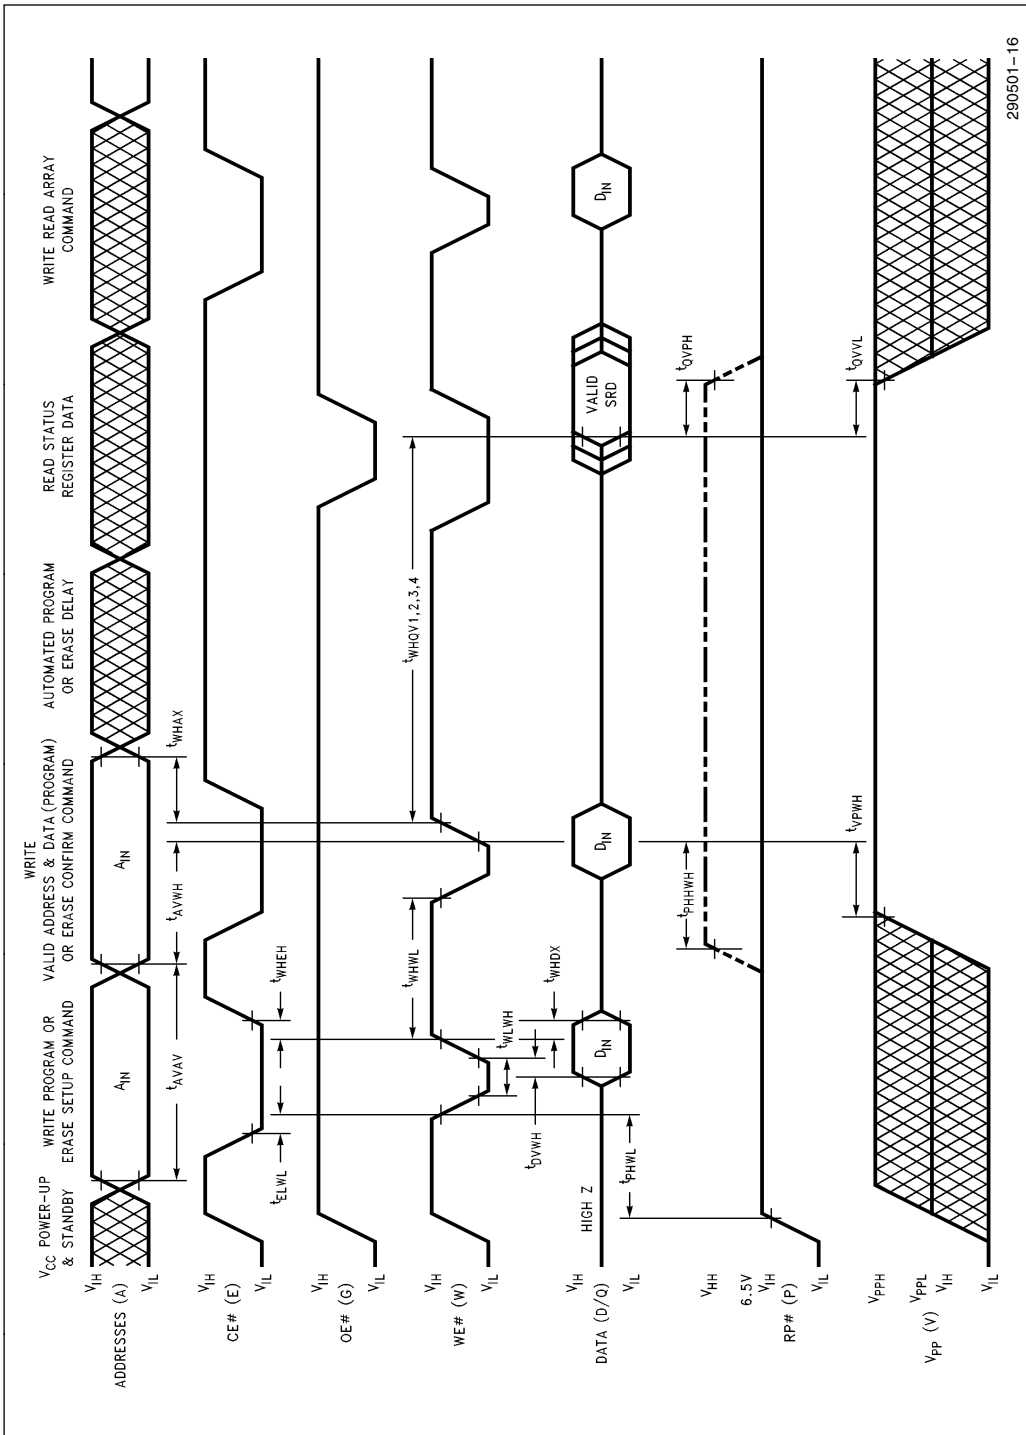 V_CC POWER-UP
& STANDBY
WRITE PROGRAM OR
ERASE SETUP COMMAND
WRITE
VALID ADDRESS & DATA (PROGRAM)
OR ERASE CONFIRM COMMAND
AUTOMATED PROGRAM
OR ERASE DELAY
READ STATUS
REGISTER DATA
WRITE READ ARRAY
COMMAND
V_IH
ADDRESSES (A)
V_IL
A_IN
A_IN
t_AVAV
t_AVWH
t_WHAX
V_IH
CE# (E)
V_IL
t_ELWL
t_WHEH
V_IH
OE# (G)
V_IL
t_WHWL
t_WHQV1,2,3,4
V_IH
WE# (W)
V_IL
t_WLWH
t_DVWH
t_WHDX
V_IH
DATA (D/Q)
V_IL
HIGH Z
D_IN
D_IN
VALID
SRD
D_IN
t_PHWL
t_PHHWH
t_QVPH
V_HH
6.5V
V_IH
RP# (P)
V_IL
t_VPWH
t_QVVL
V_PPH
V_PPL
V_PP (V)
V_IH
V_IL
290501-16